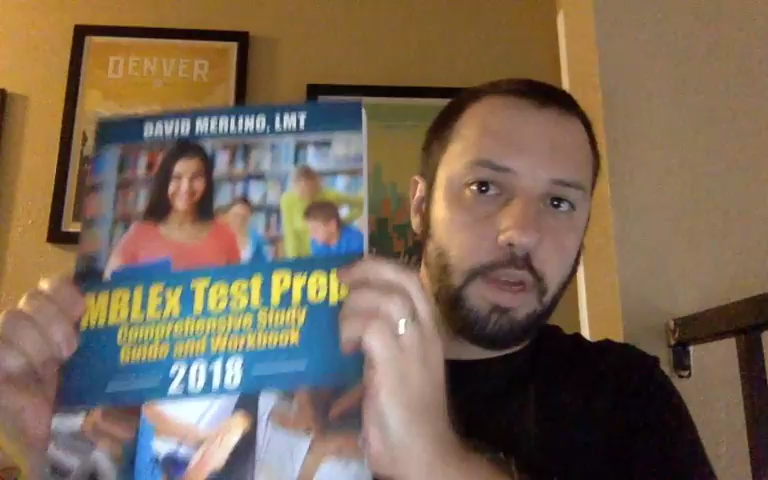 DENVER
DAVID MERLINO, LMT
MBLEx Test Prep
Comprehensive Study
Guide and Workbook
2018